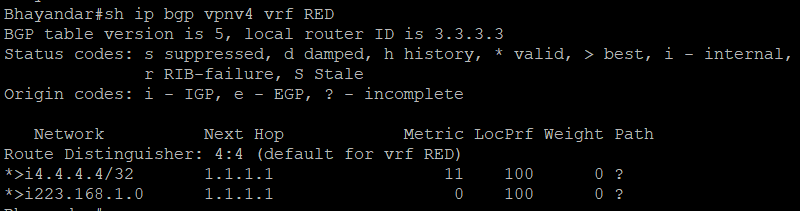 Bhayandar#sh ip bgp vpnv4 vrf RED
BGP table version is 5, local router ID is 3.3.3.3
Status codes: s suppressed, d damped, h history, * valid, > best, i - internal,
              r RIB-failure, S Stale
Origin codes: i - IGP, e - EGP, ? - incomplete

   Network          Next Hop            Metric LocPrf Weight Path
Route Distinguisher: 4:4 (default for vrf RED)
*>i4.4.4.4/32       1.1.1.1                 11    100      0 ?
*>i223.168.1.0      1.1.1.1                  0    100      0 ?
Bhayandar#